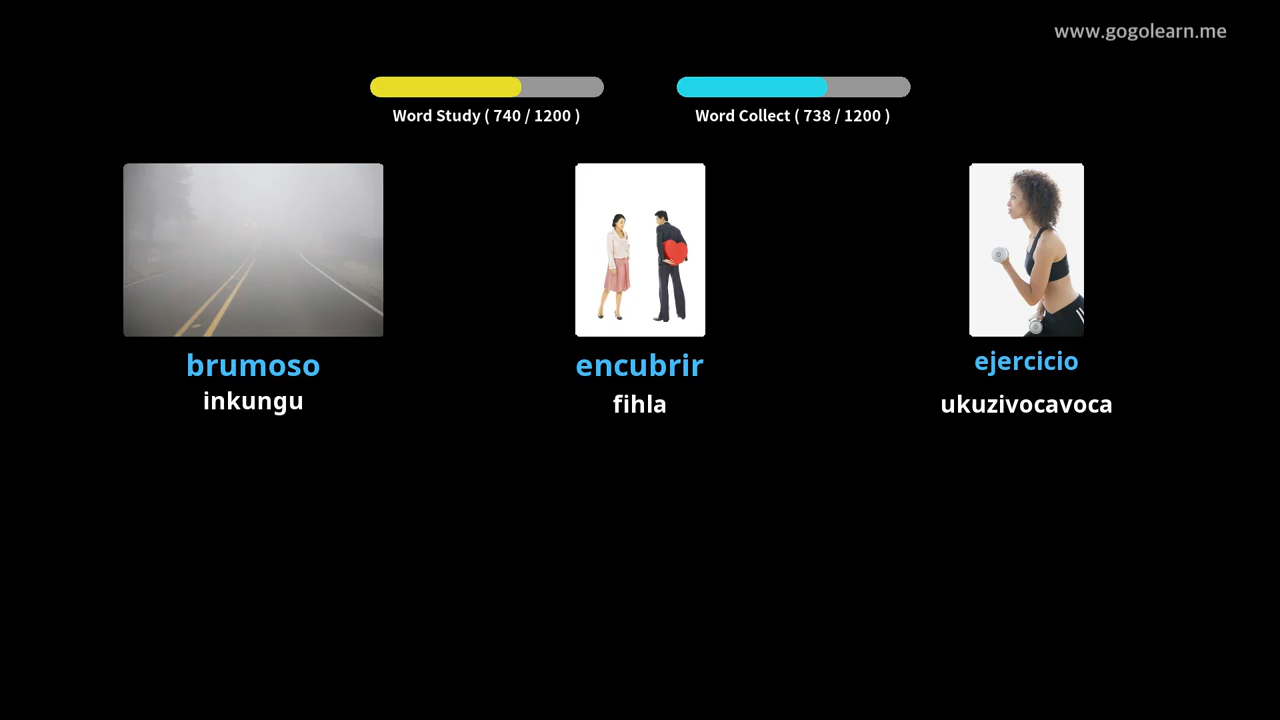 www.gogolearn.me
Word Study ( 740 / 1200 )
Word Collect ( 738 / 1200 )
brumoso
inkungu
encubrir
fihla
ejercicio
ukuzivocavoca